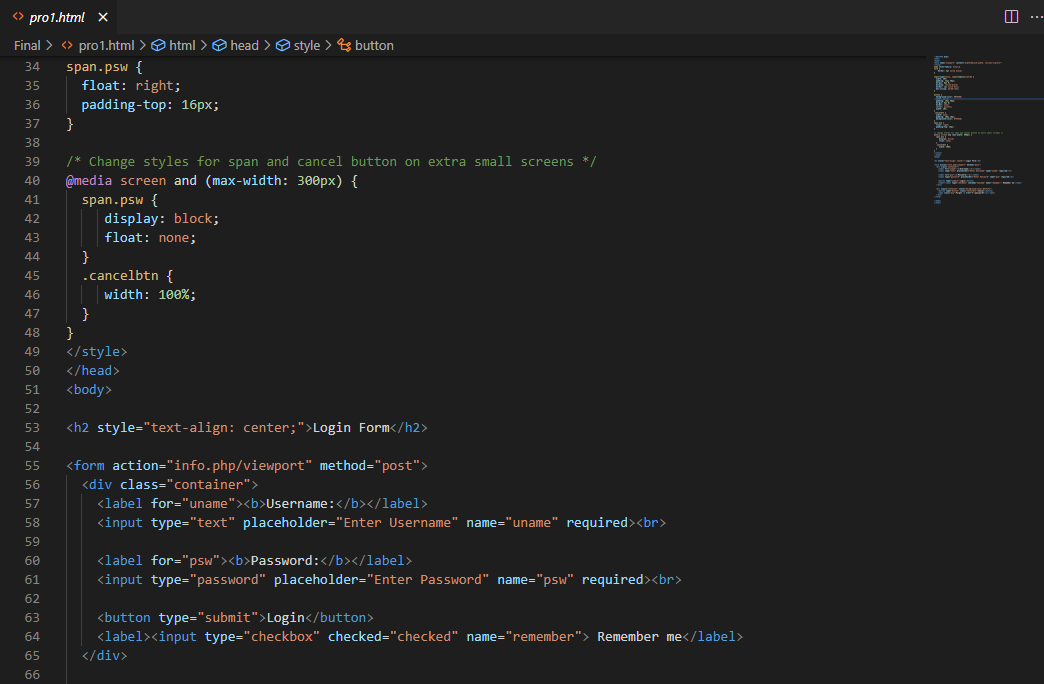 pro1.html
Final > pro1.html > html > head > style > button
34 span.psw {
35 float: right;
36 padding-top: 16px;
37 }
38
39 /* Change styles for span and cancel button on extra small screens */
40 @media screen and (max-width: 300px) {
41 span.psw {
42 display: block;
43 float: none;
44 }
45 .cancelbtn {
46 width: 100%;
47 }
48 }
49 </style>
50 </head>
51 <body>
52
53 <h2 style="text-align: center;">Login Form</h2>
54
55 <form action="info.php/viewport" method="post">
56 <div class="container">
57 <label for="uname"><b>Username:</b></label>
58 <input type="text" placeholder="Enter Username" name="uname" required><br>
59
60 <label for="psw"><b>Password:</b></label>
61 <input type="password" placeholder="Enter Password" name="psw" required><br>
62
63 <button type="submit">Login</button>
64 <label><input type="checkbox" checked="checked" name="remember"> Remember me</label>
65 </div>
66